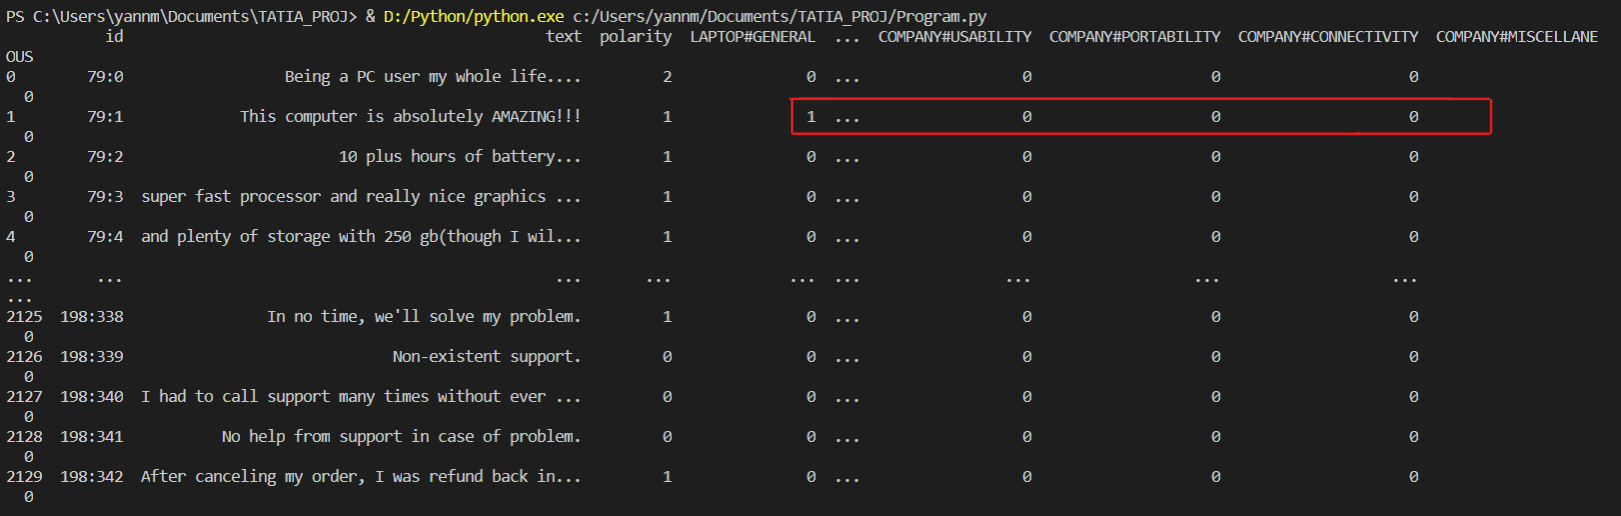 PS C:\Users\yannm\Documents\TATIA_PROJ> & D:/Python/python.exe c:/Users/yannm/Documents/TATIA_PROJ/Program.py
id text polarity LAPTOP#GENERAL ... COMPANY#USABILITY COMPANY#PORTABILITY COMPANY#CONNECTIVITY COMPANY#MISCELLANE
OUS
0 79:0 Being a PC user my whole life.... 2 0 ... 0 0 0
0
1 79:1 This computer is absolutely AMAZING!!! 1 1 ... 0 0 0
0
2 79:2 10 plus hours of battery... 1 0 ... 0 0 0
0
3 79:3 super fast processor and really nice graphics ... 1 0 ... 0 0 0
0
4 79:4 and plenty of storage with 250 gb(though I wil... 1 0 ... 0 0 0
0
... ... ... ... ... ... ... ... ...
...
2125 198:338 In no time, we'll solve my problem. 1 0 ... 0 0 0
0
2126 198:339 Non-existent support. 0 0 ... 0 0 0
0
2127 198:340 I had to call support many times without ever ... 0 0 ... 0 0 0
0
2128 198:341 No help from support in case of problem. 0 0 ... 0 0 0
0
2129 198:342 After canceling my order, I was refund back in... 1 0 ... 0 0 0
0